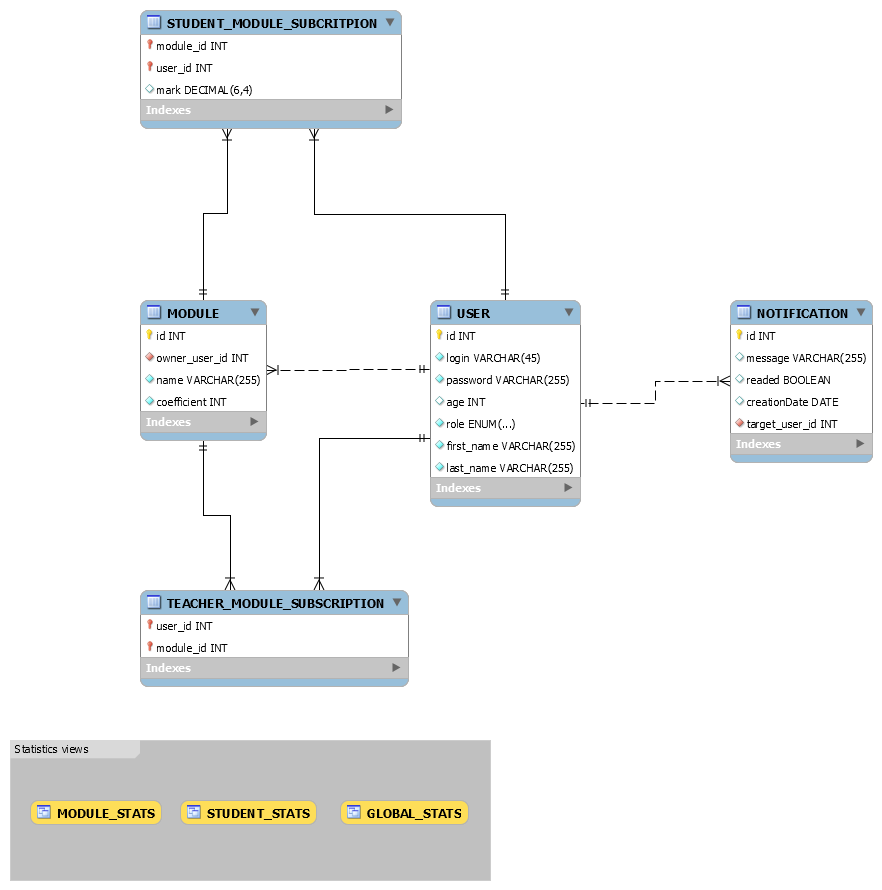 STUDENT_MODULE_SUBCRITPION
module_id INT
user_id INT
mark DECIMAL(6,4)
Indexes
MODULE
id INT
owner_user_id INT
name VARCHAR(255)
coefficient INT
Indexes
USER
id INT
login VARCHAR(45)
password VARCHAR(255)
age INT
role ENUM(...)
first_name VARCHAR(255)
last_name VARCHAR(255)
Indexes
NOTIFICATION
id INT
message VARCHAR(255)
readed BOOLEAN
creationDate DATE
target_user_id INT
Indexes
TEACHER_MODULE_SUBSCRIPTION
user_id INT
module_id INT
Indexes
Statistics views
MODULE_STATS
STUDENT_STATS
GLOBAL_STATS